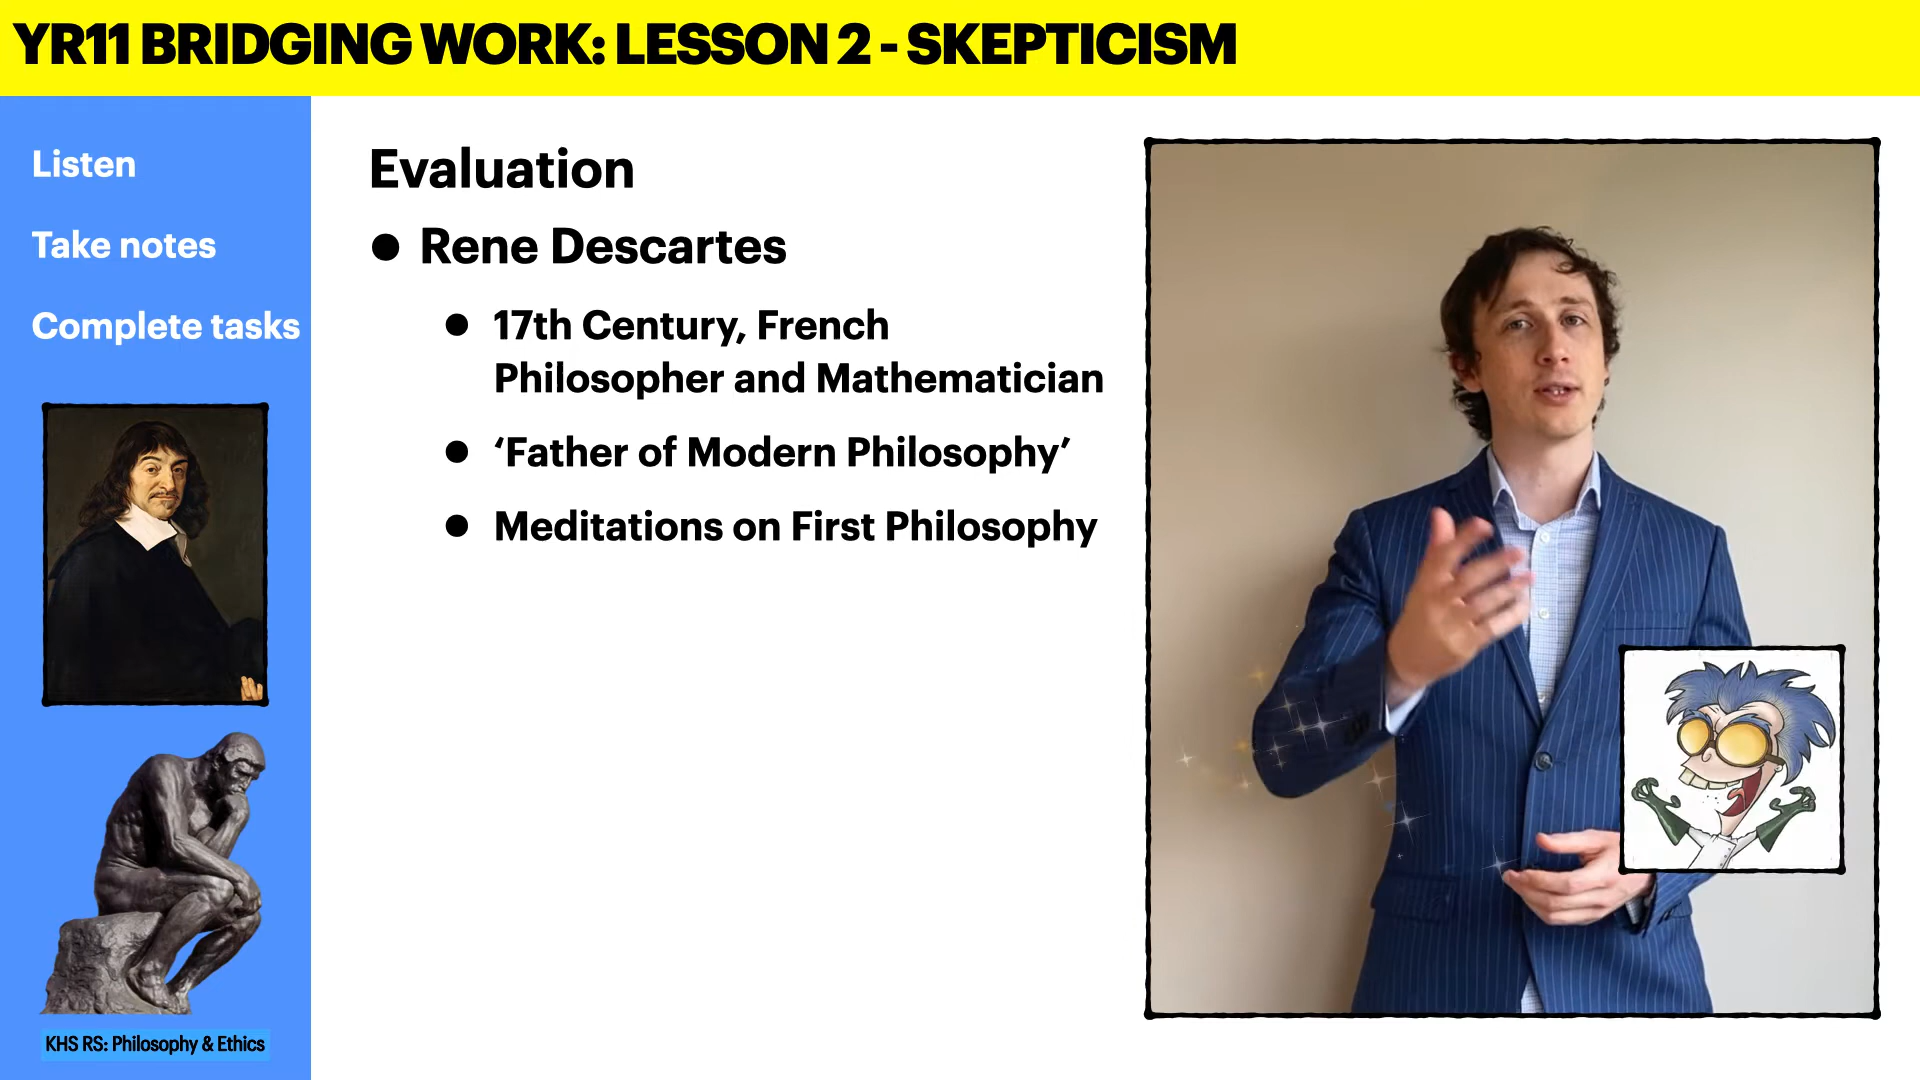 YR11 BRIDGING WORK: LESSON 2 - SKEPTICISM
Listen
Take notes
Complete tasks
KHS RS: Philosophy & Ethics
Evaluation
● Rene Descartes
● 17th Century, French
Philosopher and Mathematician
● ‘Father of Modern Philosophy’
● Meditations on First Philosophy